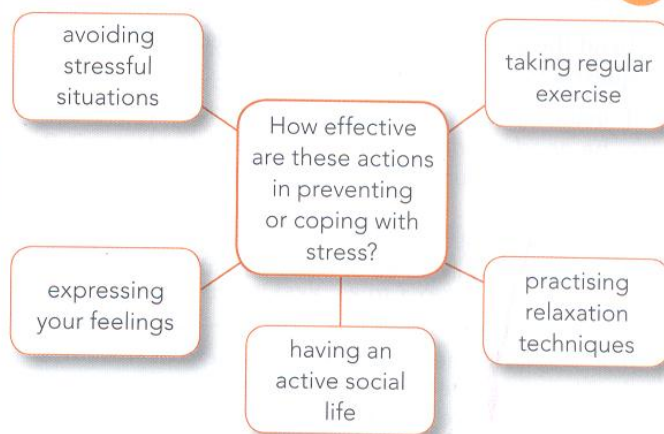 avoiding
stressful
situations
taking regular
exercise
How effective
are these actions
in preventing
or coping with
stress?
expressing
your feelings
practising
relaxation
techniques
having an
active social
life